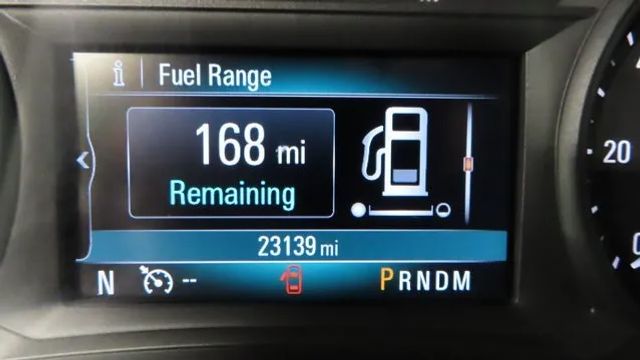 i Fuel Range
168 mi
Remaining
23139 mi
N -- PRNDM
20